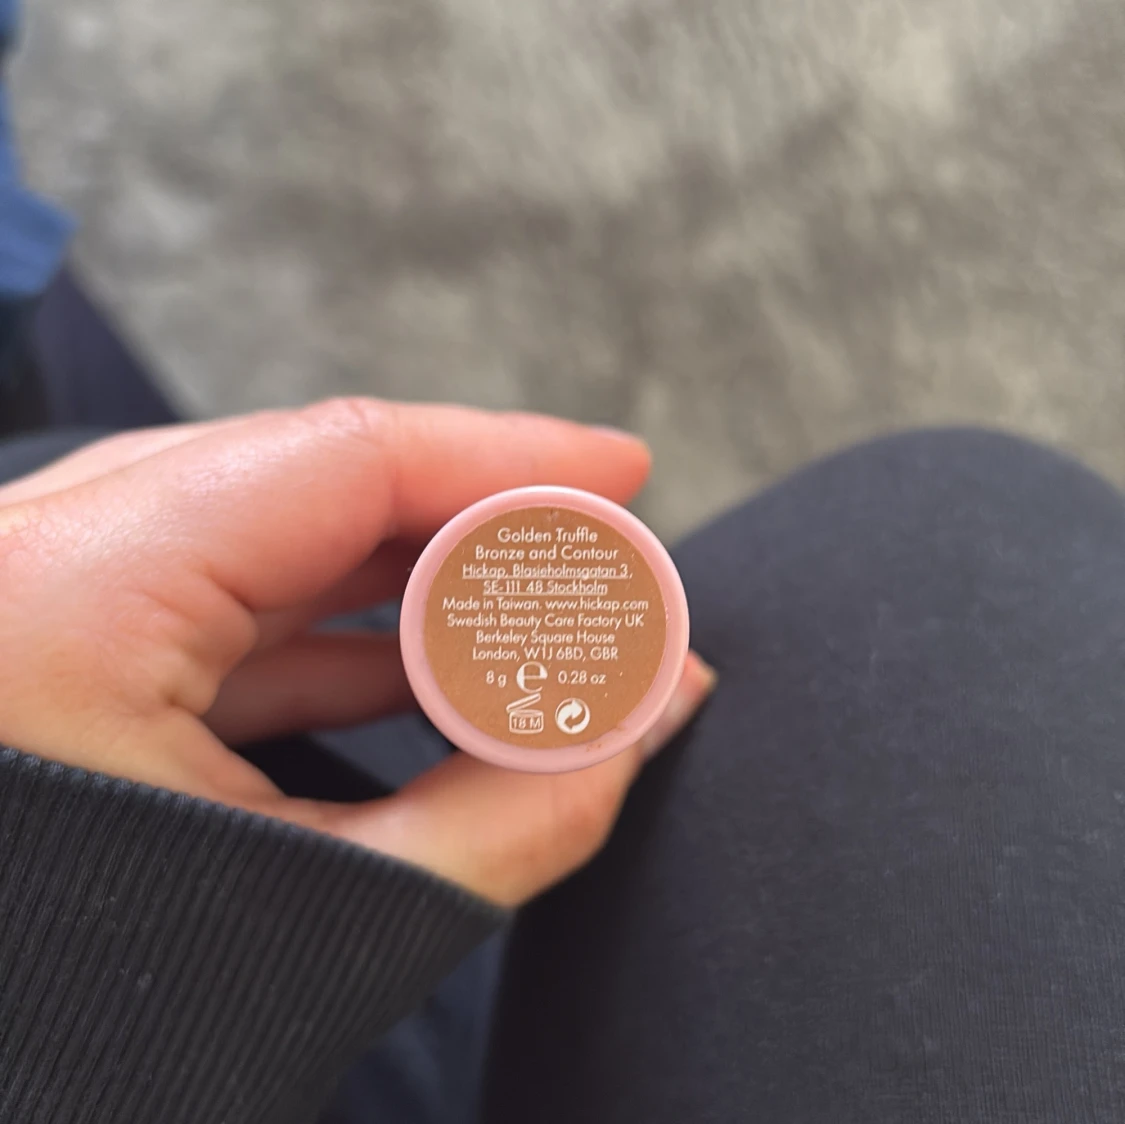 Golden Truffle
Bronze and Contour
Hickap, Blasieholmsgatan 3,
SE-111 48 Stockholm
Made in Taiwan. www.hickap.com
Swedish Beauty Care Factory UK
Berkeley Square House
London, W1J 6BD, GBR
8 g e 0.28 oz
18 M